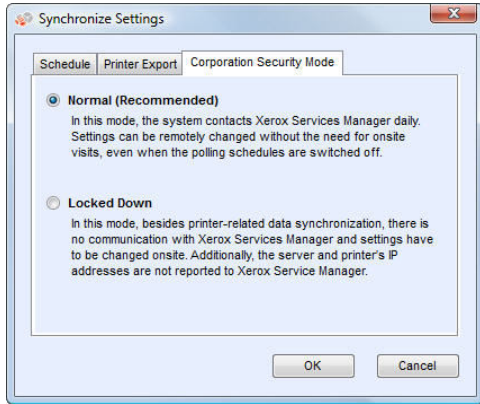 Synchronize Settings
Schedule Printer Export Corporation Security Mode
Normal (Recommended)
In this mode, the system contacts Xerox Services Manager daily.
Settings can be remotely changed without the need for onsite
visits, even when the polling schedules are switched off.
Locked Down
In this mode, besides printer-related data synchronization, there is
no communication with Xerox Services Manager and settings have
to be changed onsite. Additionally, the server and printer's IP
addresses are not reported to Xerox Service Manager.
OK Cancel